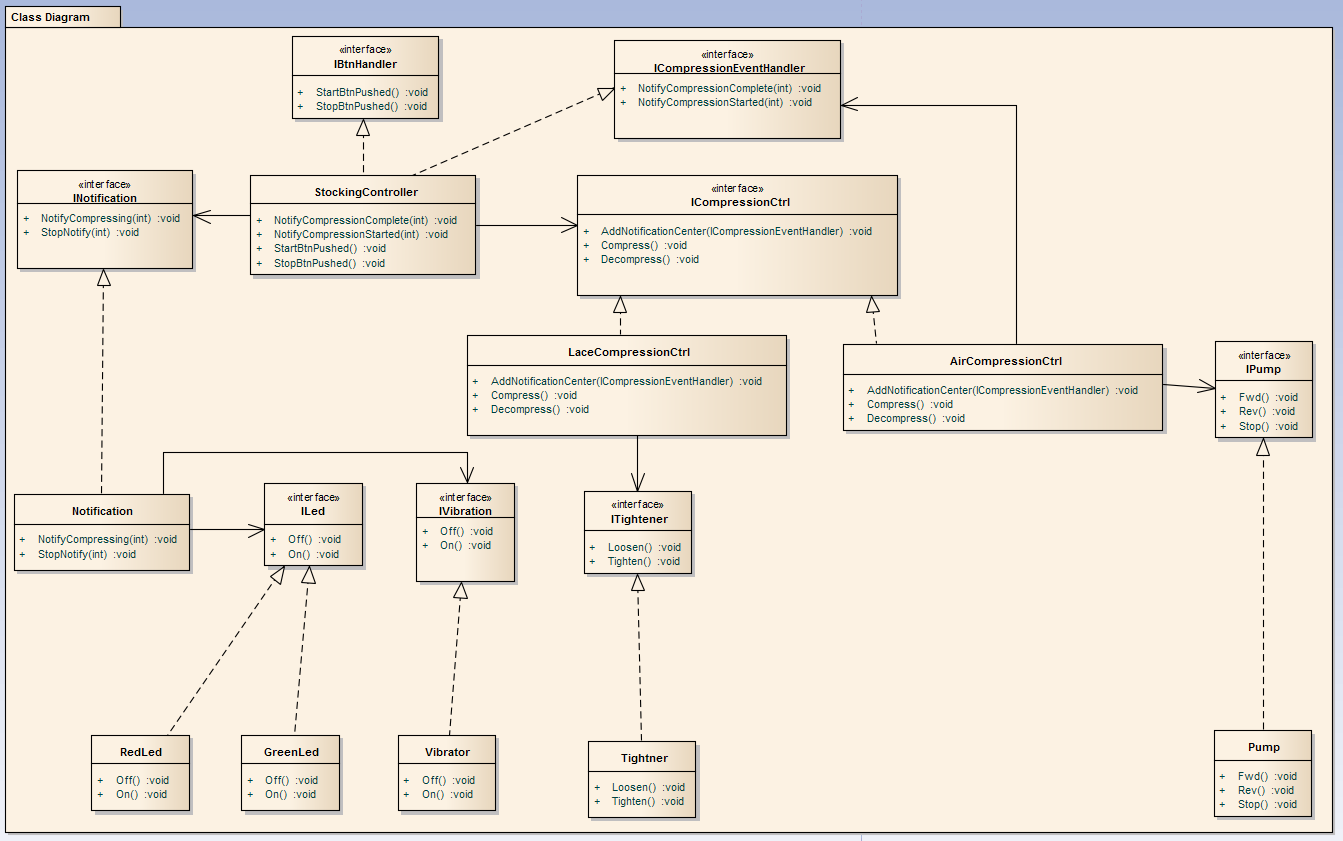 Class Diagram
«interface»
IBtnHandler
+ StartBtnPushed() :void
+ StopBtnPushed() :void
«interface»
ICompressionEventHandler
+ NotifyCompressionComplete(int) :void
+ NotifyCompressionStarted(int) :void
«interface»
INotification
+ NotifyCompressing(int) :void
+ StopNotify(int) :void
StockingController
+ NotifyCompressionComplete(int) :void
+ NotifyCompressionStarted(int) :void
+ StartBtnPushed() :void
+ StopBtnPushed() :void
«interface»
ICompressionCtrl
+ AddNotificationCenter(ICompressionEventHandler) :void
+ Compress() :void
+ Decompress() :void
LaceCompressionCtrl
+ AddNotificationCenter(ICompressionEventHandler) :void
+ Compress() :void
+ Decompress() :void
AirCompressionCtrl
+ AddNotificationCenter(ICompressionEventHandler) :void
+ Compress() :void
+ Decompress() :void
«interface»
IPump
+ Fwd() :void
+ Rev() :void
+ Stop() :void
Notification
+ NotifyCompressing(int) :void
+ StopNotify(int) :void
«interface»
ILed
+ Off() :void
+ On() :void
«interface»
IVibration
+ Off() :void
+ On() :void
«interface»
ITightener
+ Loosen() :void
+ Tighten() :void
RedLed
+ Off() :void
+ On() :void
GreenLed
+ Off() :void
+ On() :void
Vibrator
+ Off() :void
+ On() :void
Tightner
+ Loosen() :void
+ Tighten() :void
Pump
+ Fwd() :void
+ Rev() :void
+ Stop() :void